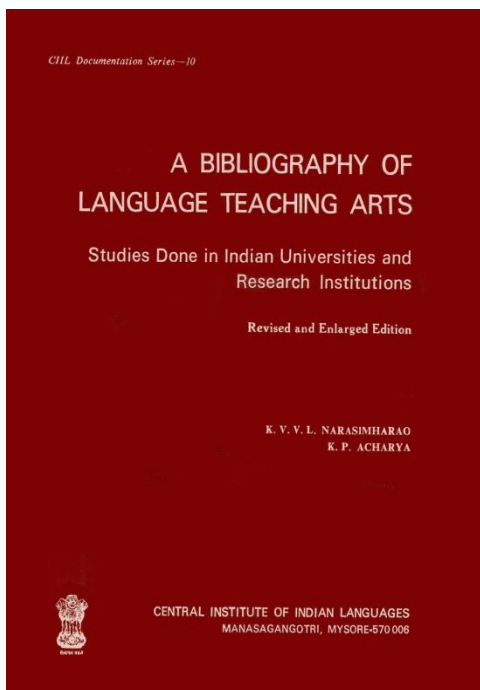 CIIL Documentation Series—10
A BIBLIOGRAPHY OF
LANGUAGE TEACHING ARTS
Studies Done in Indian Universities and
Research Institutions
Revised and Enlarged Edition
K. V. V. L. NARASIMHARAO
K. P. ACHARYA
CENTRAL INSTITUTE OF INDIAN LANGUAGES
MANASAGANGOTRI, MYSORE-570 006